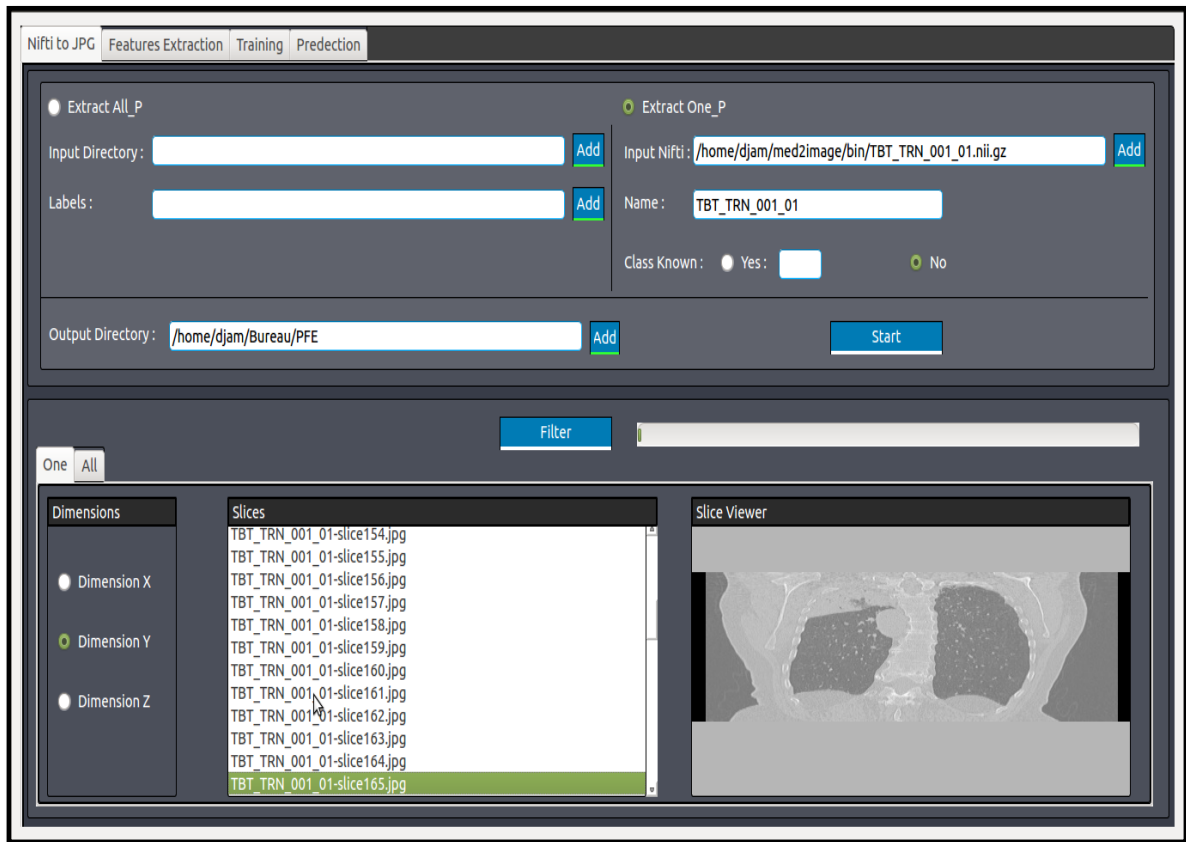 Nifti to JPG Features Extraction Training Predection
Extract All_P
Input Directory : Add
Labels : Add
Extract One_P
Input Nifti : /home/djam/med2image/bin/TBT_TRN_001_01.nii.gz Add
Name : TBT_TRN_001_01
Class Known : Yes : No
Output Directory : /home/djam/Bureau/PFE Add Start
Filter
One All
Dimensions
Dimension X
Dimension Y
Dimension Z
Slices
TBT_TRN_001_01-slice154.jpg
TBT_TRN_001_01-slice155.jpg
TBT_TRN_001_01-slice156.jpg
TBT_TRN_001_01-slice157.jpg
TBT_TRN_001_01-slice158.jpg
TBT_TRN_001_01-slice159.jpg
TBT_TRN_001_01-slice160.jpg
TBT_TRN_001_01-slice161.jpg
TBT_TRN_001_01-slice162.jpg
TBT_TRN_001_01-slice163.jpg
TBT_TRN_001_01-slice164.jpg
TBT_TRN_001_01-slice165.jpg
Slice Viewer